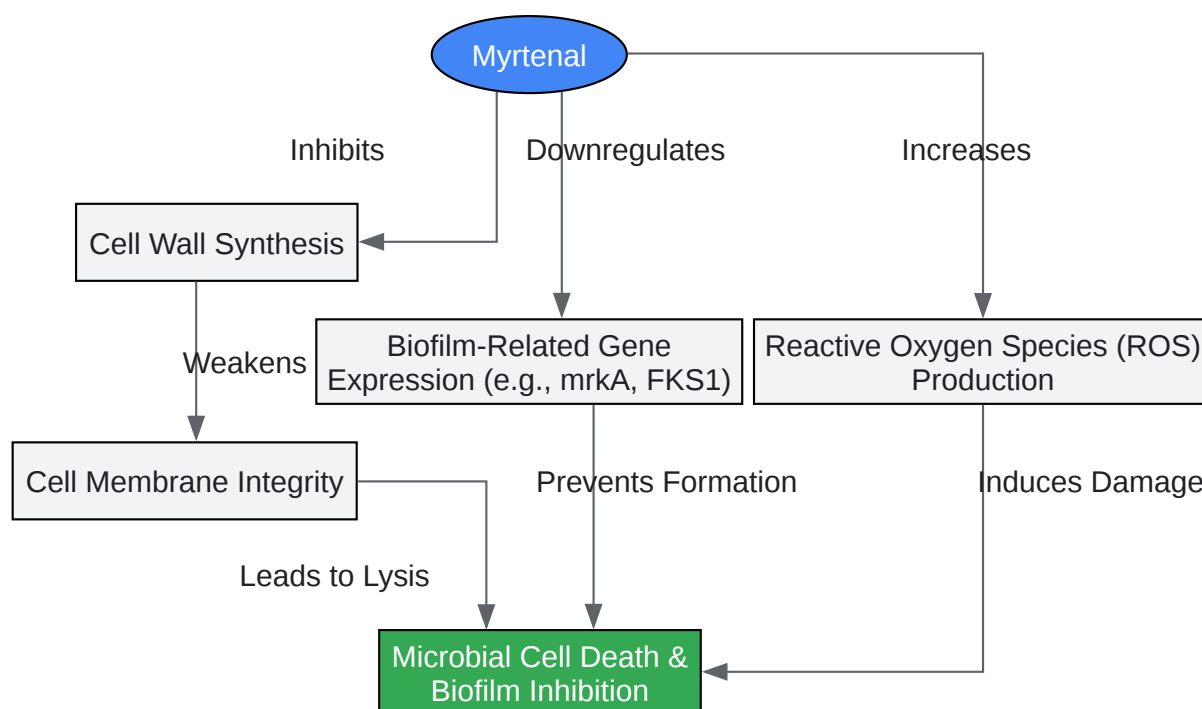 Myrtenal
Inhibits
Downregulates
Increases
Cell Wall Synthesis
Biofilm-Related Gene
Expression (e.g., mrkA, FKS1)
Reactive Oxygen Species (ROS)
Production
Weakens
Cell Membrane Integrity
Prevents Formation
Induces Damage
Leads to Lysis
Microbial Cell Death &
Biofilm Inhibition